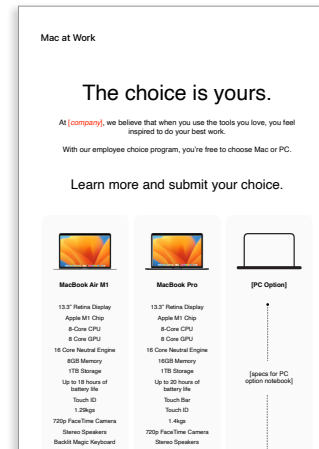 Mac at Work
The choice is yours.
At [company], we believe that when you use the tools you love, you feel
inspired to do your best work.
With our employee choice program, you're free to choose Mac or PC.
Learn more and submit your choice.
MacBook Air M1
13.3" Retina Display
Apple M1 Chip
8-Core CPU
8 Core GPU
16 Core Neutral Engine
8GB Memory
1TB Storage
Up to 18 hours of
battery life
Touch ID
1.29kgs
720p FaceTime Camera
Stereo Speakers
Backlit Magic Keyboard
MacBook Pro
13.3" Retina Display
Apple M1 Chip
8-Core CPU
8 Core GPU
16 Core Neutral Engine
16GB Memory
1TB Storage
Up to 20 hours of
battery life
Touch Bar
Touch ID
1.4kgs
720p FaceTime Camera
Stereo Speakers
[PC Option]
[specs for PC
option notebook]